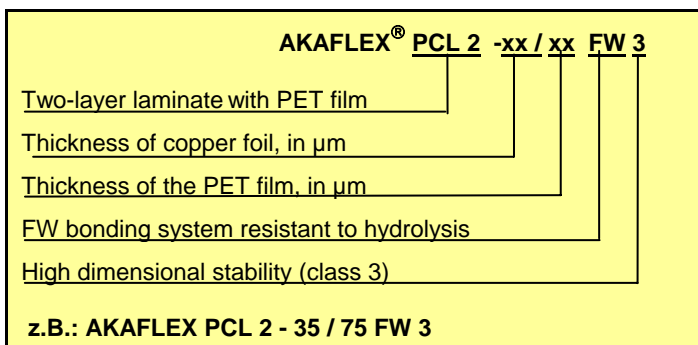 AKAFLEX® PCL 2 -xx / xx FW 3
Two-layer laminate with PET film
Thickness of copper foil, in µm
Thickness of the PET film, in µm
FW bonding system resistant to hydrolysis
High dimensional stability (class 3)
z.B.: AKAFLEX PCL 2 - 35 / 75 FW 3